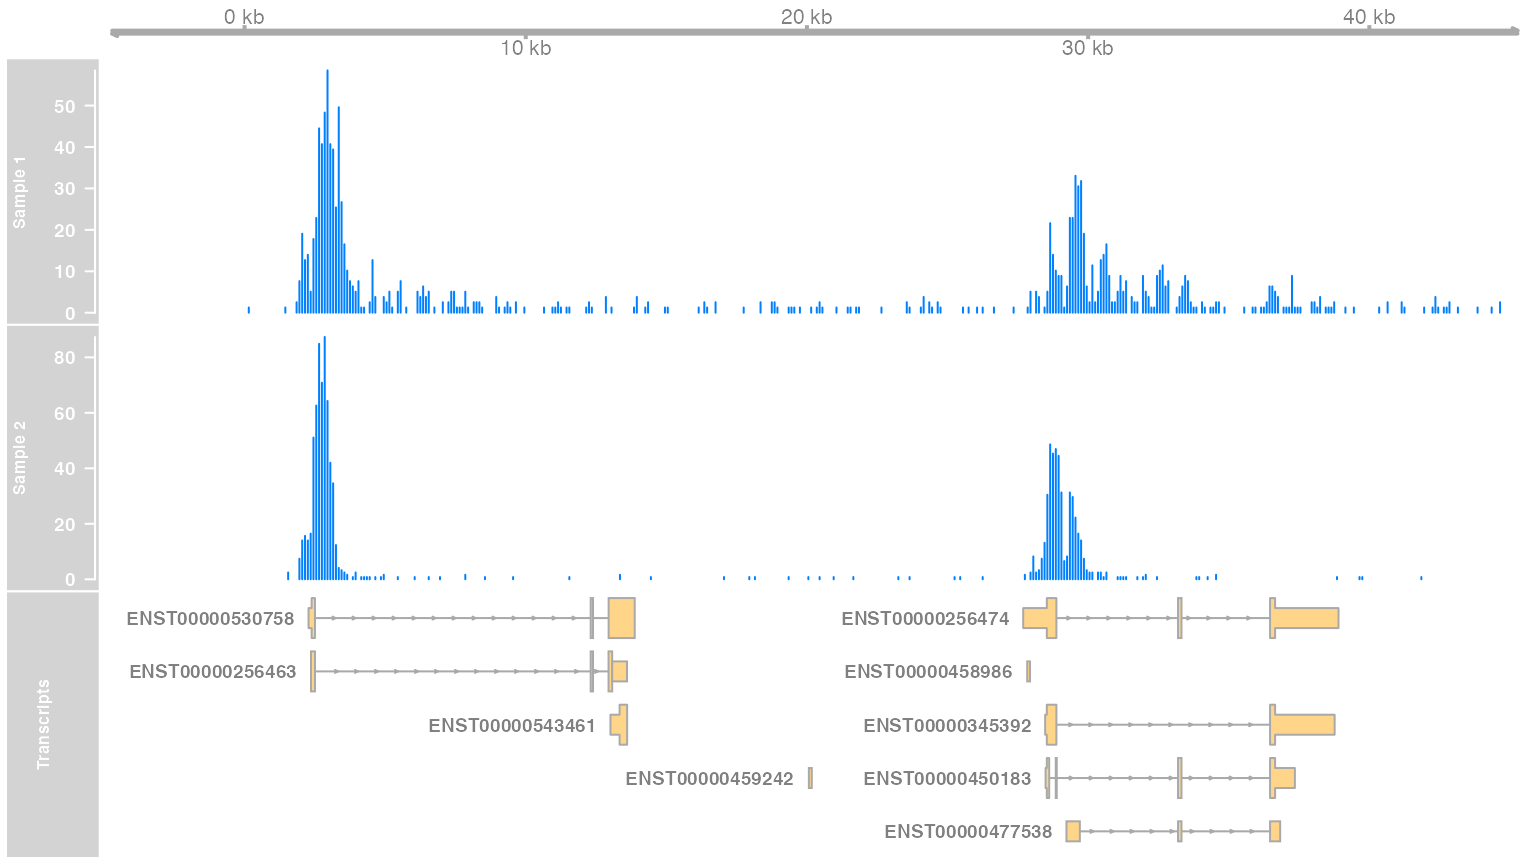 0 kb 20 kb 40 kb
10 kb 30 kb
Sample 1
50
40
30
20
10
0
Sample 2
80
60
40
20
0
Transcripts
ENST00000530758 ENST00000256474
ENST00000256463 ENST00000458986
ENST00000543461 ENST00000345392
ENST00000459242 ENST00000450183
ENST00000477538